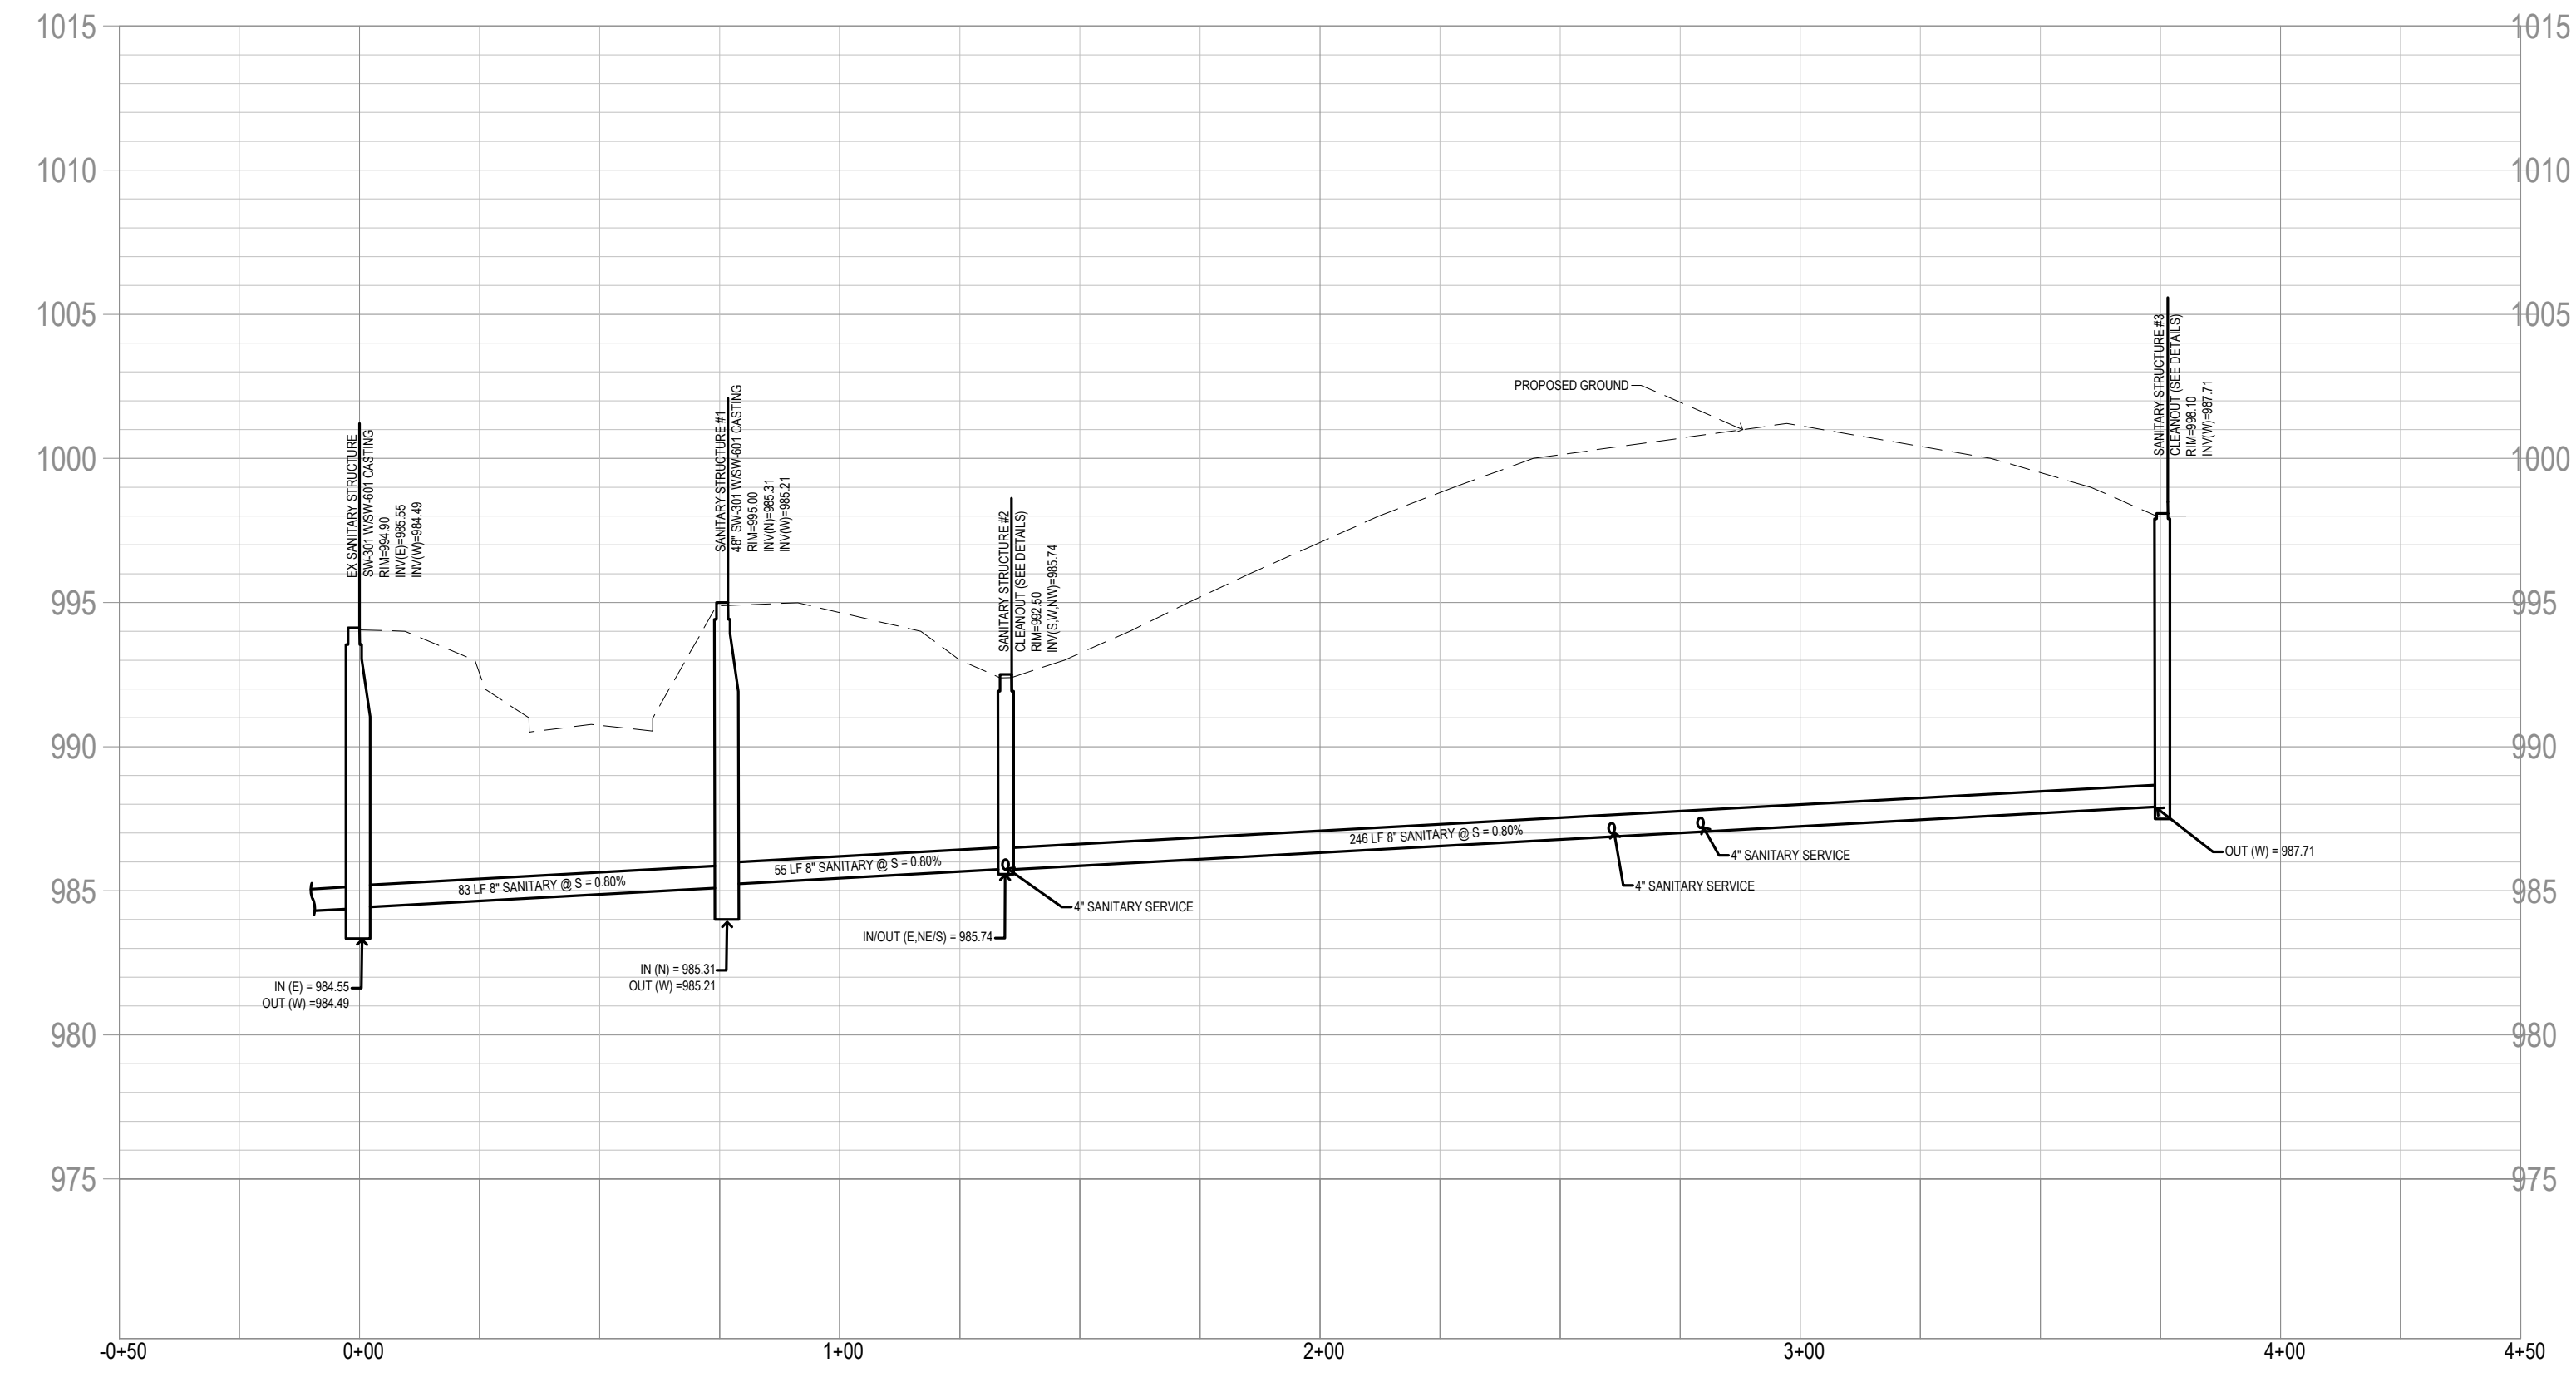 1015
1015
1010
1010
1005
1005
1000
1000
995
995
990
990
985
985
980
980
975
975
EX SANITARY STRUCTURE
SW-301 W/SW-601 CASTING
RIM=994.90
INV(E)=985.55
INV(W)=984.49
SANITARY STRUCTURE #1
48" SW-301 W/SW-601 CASTING
RIM=995.00
INV(N)=985.31
INV(W)=985.21
SANITARY STRUCTURE #2
CLEANOUT (SEE DETAILS)
RIM=992.50
INV(S,W,NW)=985.74
PROPOSED GROUND
SANITARY STRUCTURE #3
CLEANOUT (SEE DETAILS)
RIM=998.10
INV(W)=987.71
83 LF 8" SANITARY @ S = 0.80%
55 LF 8" SANITARY @ S = 0.80%
246 LF 8" SANITARY @ S = 0.80%
OUT (W) = 987.71
4" SANITARY SERVICE
4" SANITARY SERVICE
4" SANITARY SERVICE
IN/OUT (E,NE/S) = 985.74
IN (N) = 985.31
OUT (W) =985.21
IN (E) = 984.55
OUT (W) =984.49
-0+50
0+00
1+00
2+00
3+00
4+00
4+50